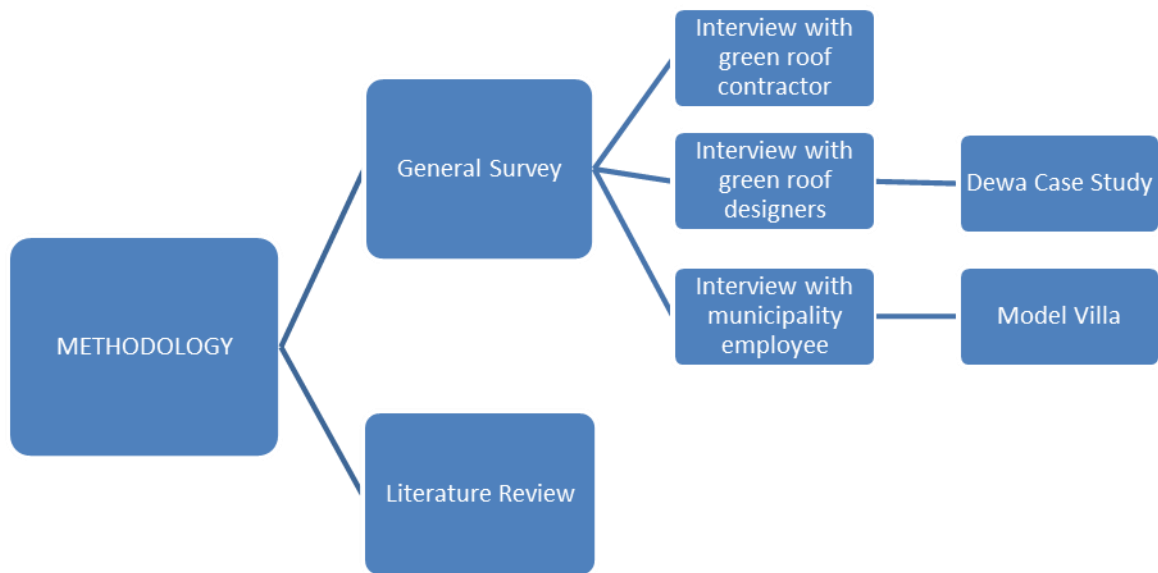 METHODOLOGY
General Survey
Literature Review
Interview with
green roof
contractor
Interview with
green roof
designers
Interview with
municipality
employee
Dewa Case Study
Model Villa